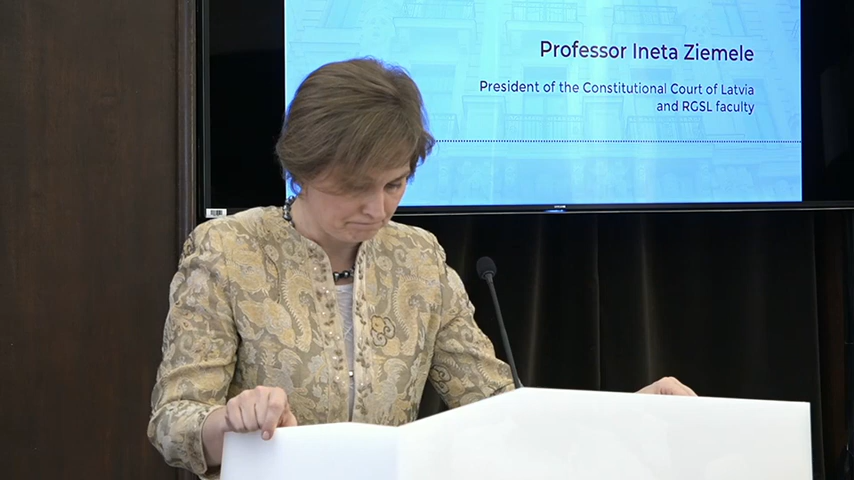 Professor Ineta Ziemele
President of the Constitutional Court of Latvia
and RGSL faculty